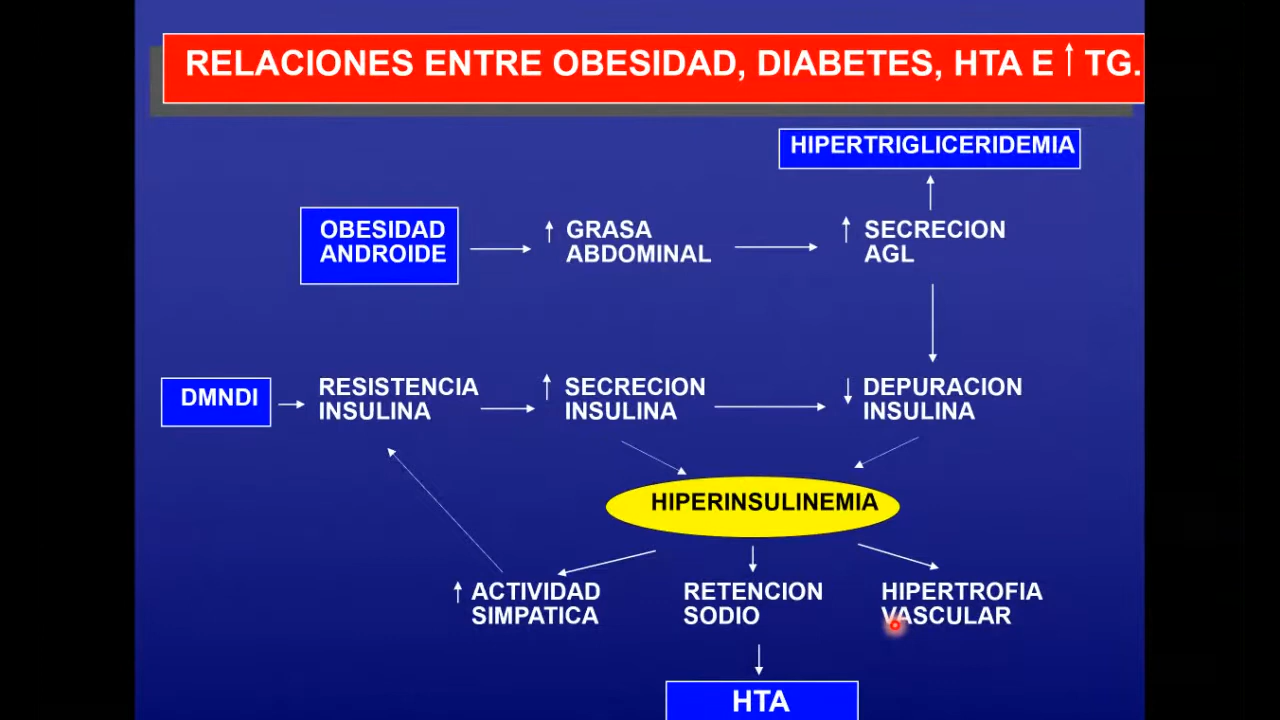 RELACIONES ENTRE OBESIDAD, DIABETES, HTA E ↑ TG.
HIPERTRIGLICERIDEMIA
OBESIDAD
ANDROIDE
↑ GRASA
ABDOMINAL
↑ SECRECION
AGL
DMNDI
RESISTENCIA
INSULINA
↑ SECRECION
INSULINA
↓ DEPURACION
INSULINA
HIPERINSULINEMIA
↑ ACTIVIDAD
SIMPATICA
RETENCION
SODIO
HIPERTROFIA
VASCULAR
HTA